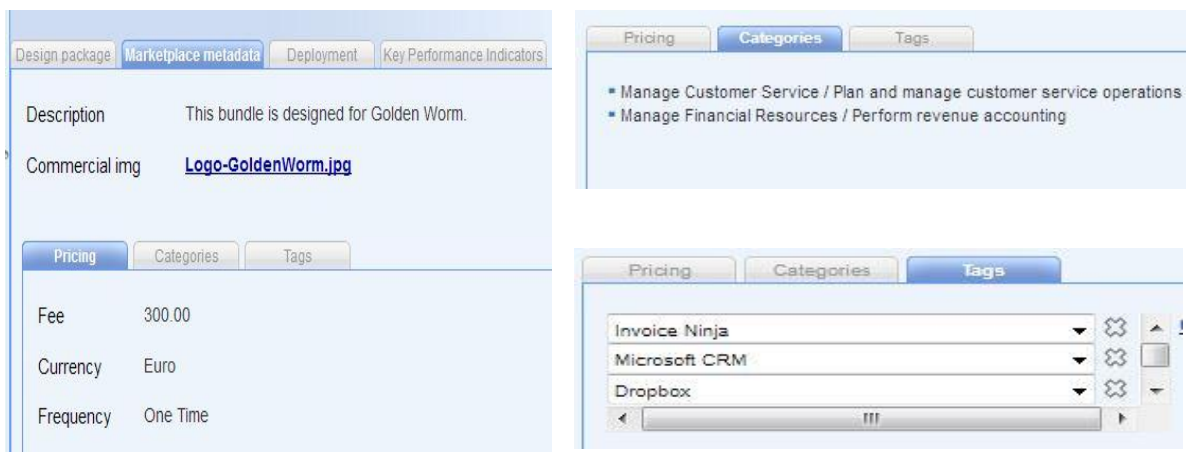 Design package Marketplace metadata Deployment Key Performance Indicators
Description This bundle is designed for Golden Worm.
Commercial img Logo-GoldenWorm.jpg
Pricing Categories Tags
Fee 300.00
Currency Euro
Frequency One Time
Pricing Categories Tags
Manage Customer Service / Plan and manage customer service operations
Manage Financial Resources / Perform revenue accounting
Pricing Categories Tags
Invoice Ninja
Microsoft CRM
Dropbox